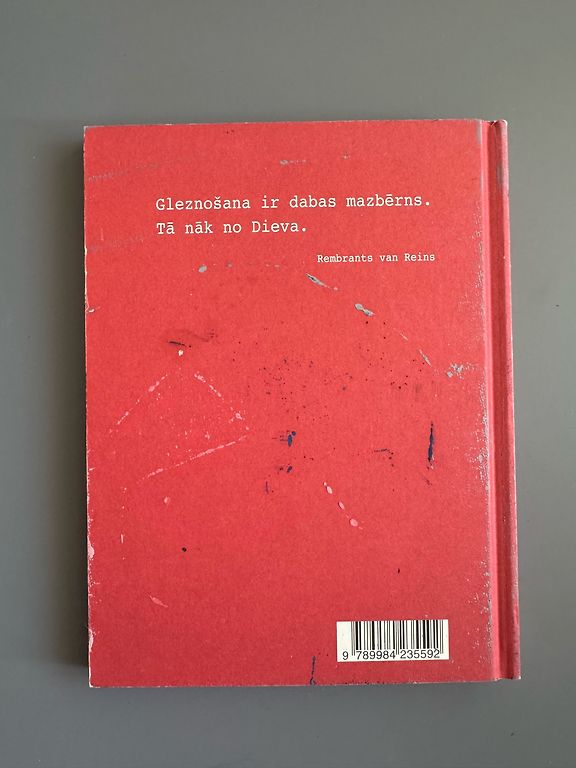 Gleznošana ir dabas mazbērns.
Tā nāk no Dieva.
Rembrants van Reins
9 789984 235592